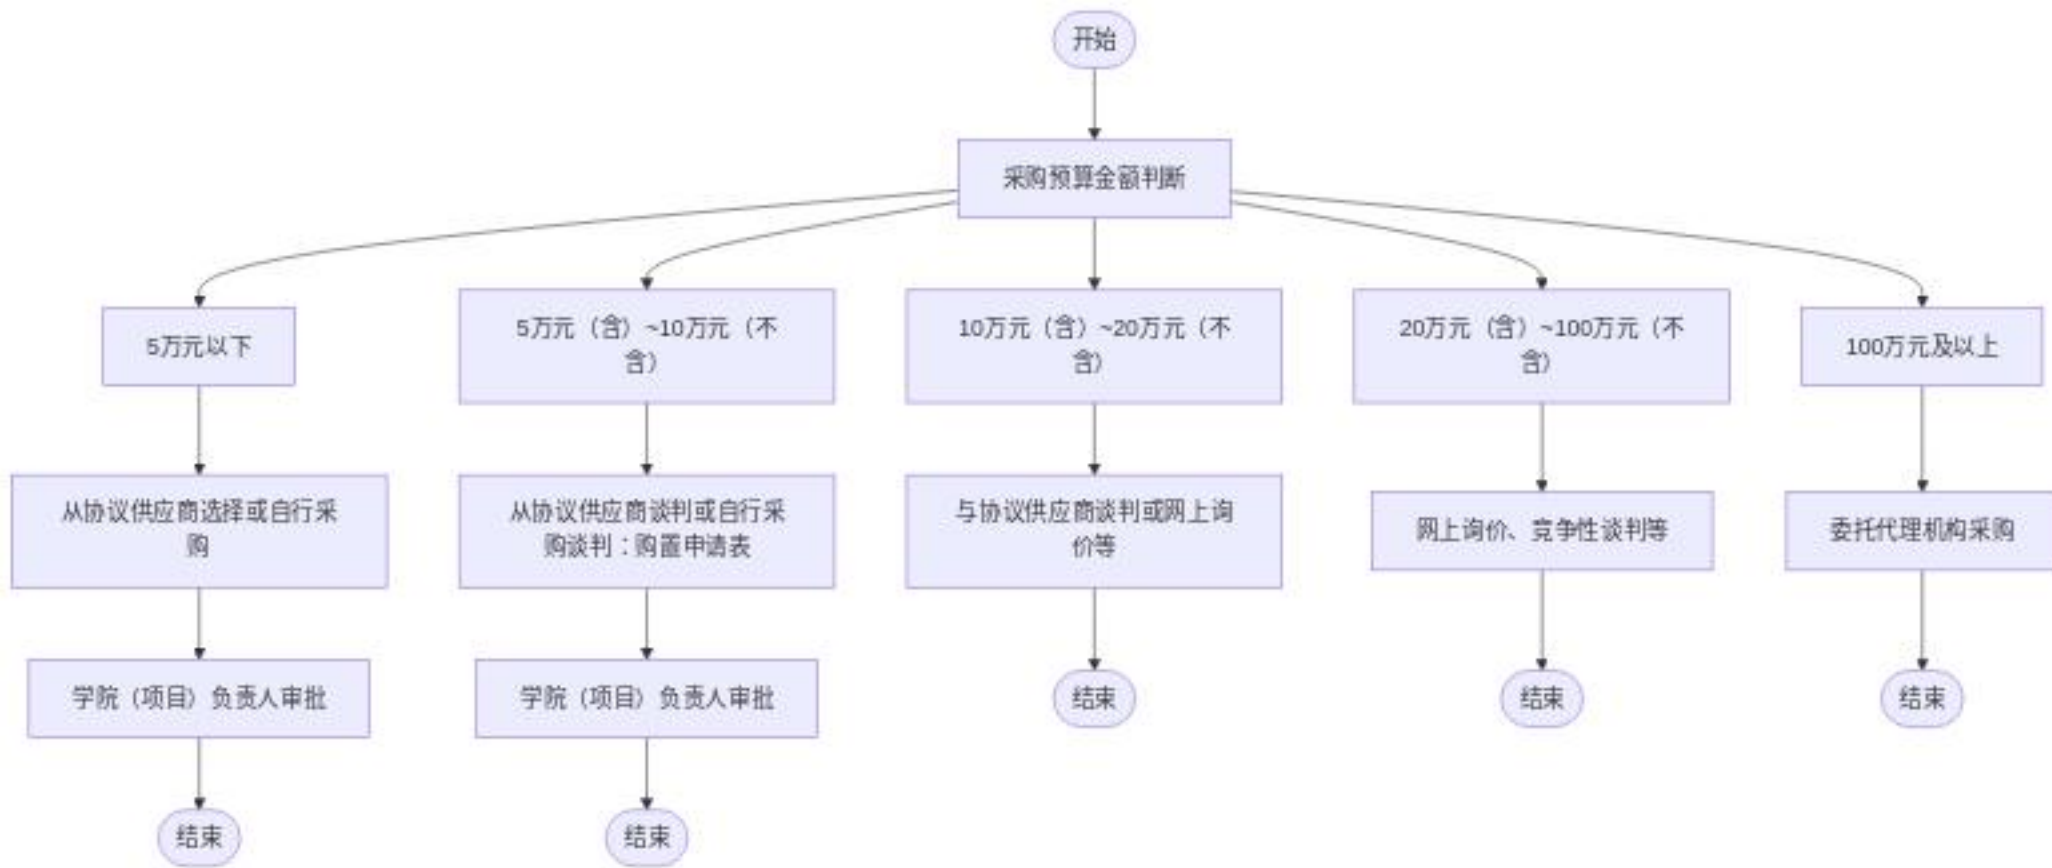 开始
采购预算金额判断
5万元以下
5万元（含）~10万元（不
含）
10万元（含）~20万元（不
含）
20万元（含）~100万元（不
含）
100万元及以上
从协议供应商选择或自行采
购
从协议供应商谈判或自行采
购谈判：购置申请表
与协议供应商谈判或网上询
价等
网上询价、竞争性谈判等
委托代理机构采购
学院（项目）负责人审批
学院（项目）负责人审批
结束
结束
结束
结束
结束